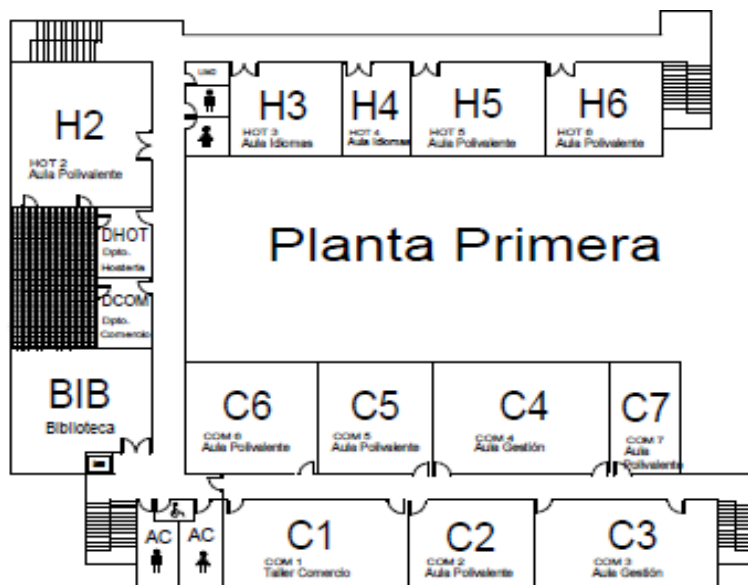 H2
HOT 2
Aula Polivalente
H3
HOT 3
Aula Idiomas
H4
HOT 4
Aula Idiomas
H5
HOT 5
Aula Polivalente
H6
HOT 6
Aula Polivalente
DHOT
Dpto.
Hostería
DCOM
Dpto.
Comercio
Planta Primera
BIB
Biblioteca
C6
COM 6
Aula Polivalente
C5
COM 5
Aula Polivalente
C4
COM 4
Aula Gestión
C7
COM 7
Aula
Polivalente
AC
AC
C1
COM 1
Taller Comercio
C2
COM 2
Aula Polivalente
C3
COM 3
Aula Gestión